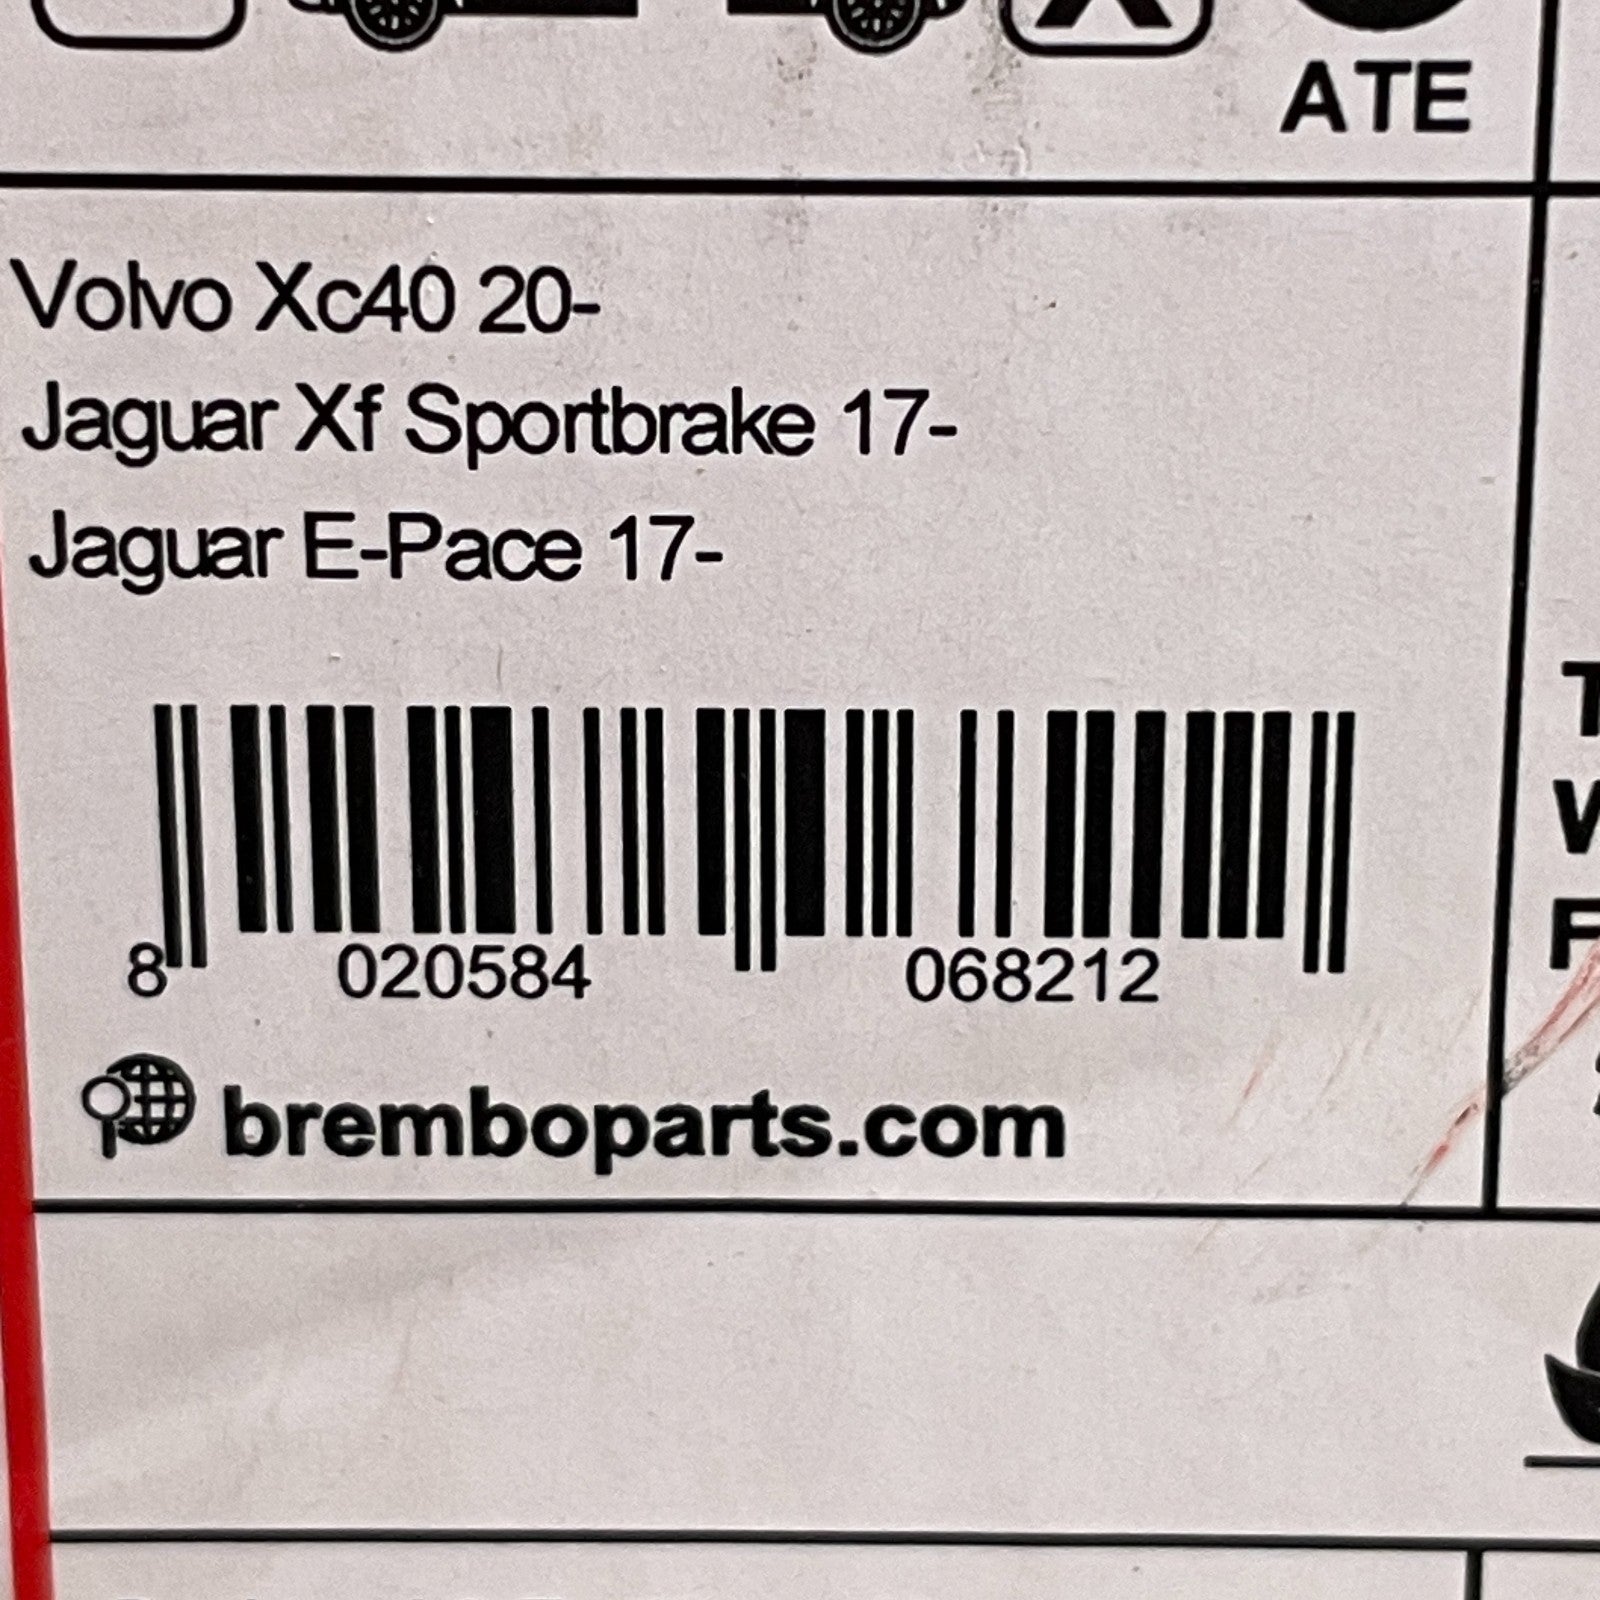 ATE
Volvo Xc40 20-
Jaguar Xf Sportbrake 17-
Jaguar E-Pace 17-
8 020584 068212
bremboparts.com